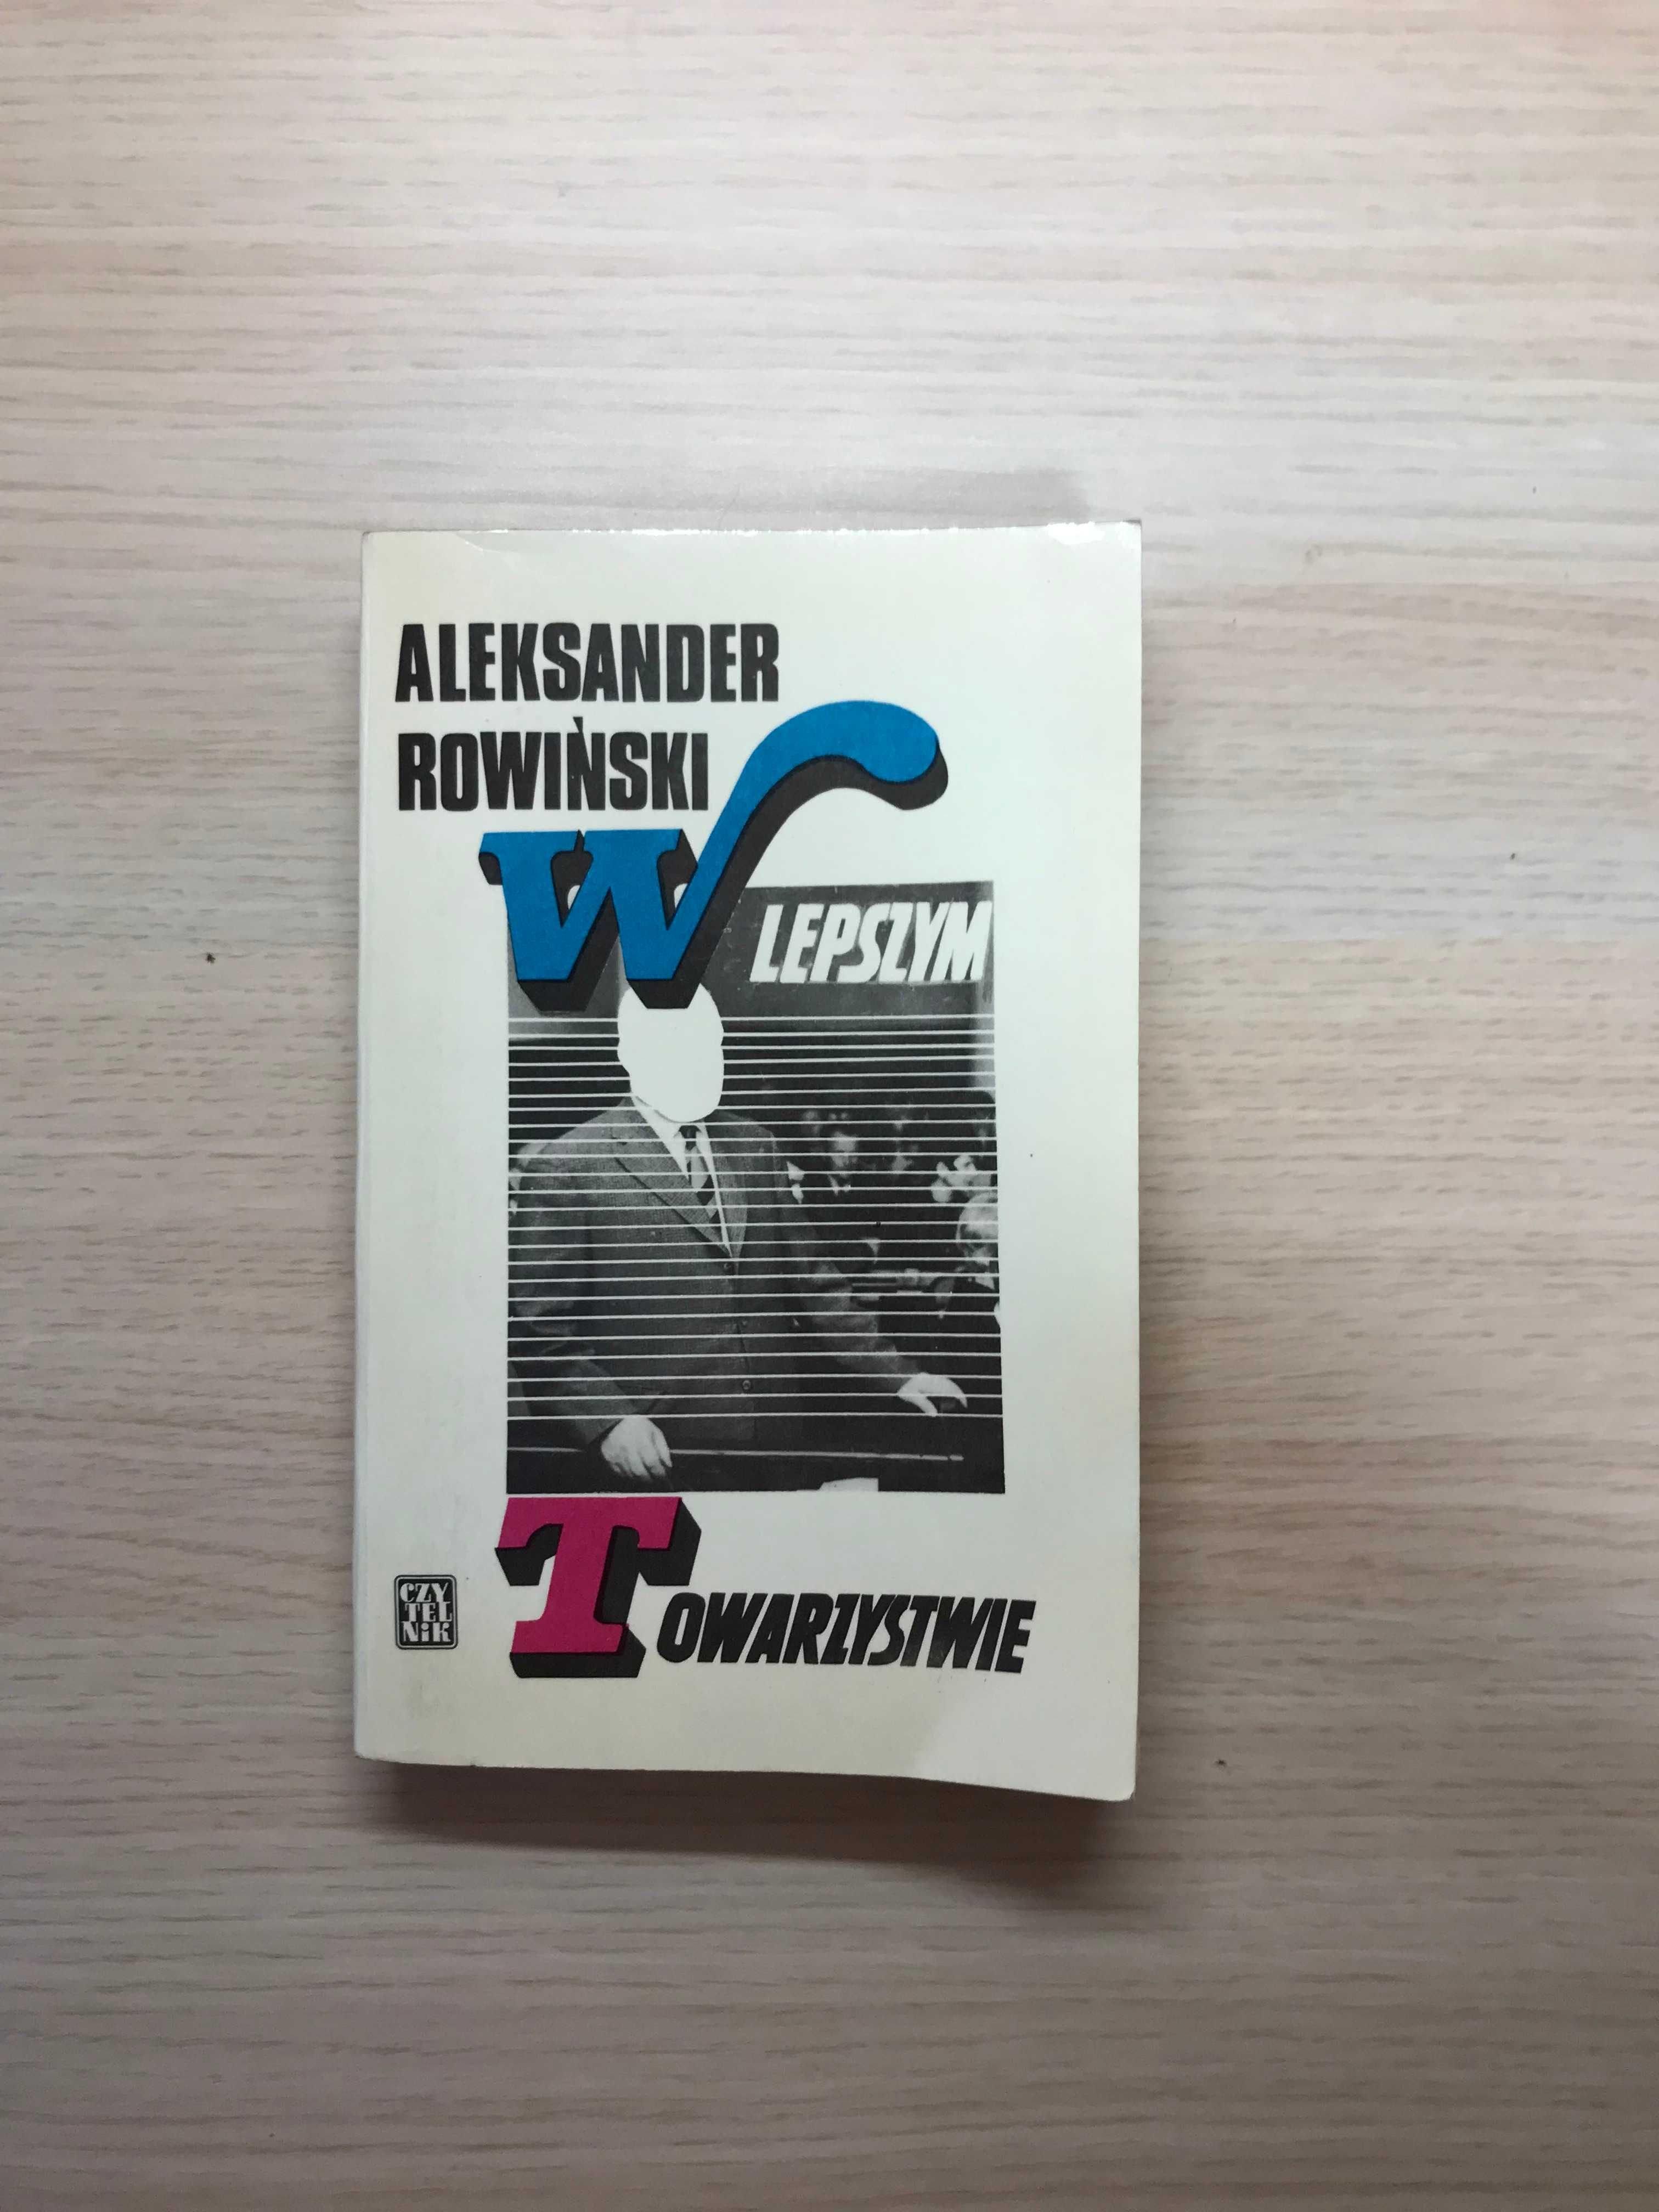 ALEKSANDER
ROWIŃSKI
W
LEPSZYM
TOWARZYSTWIE
CZY
TEL
NiK